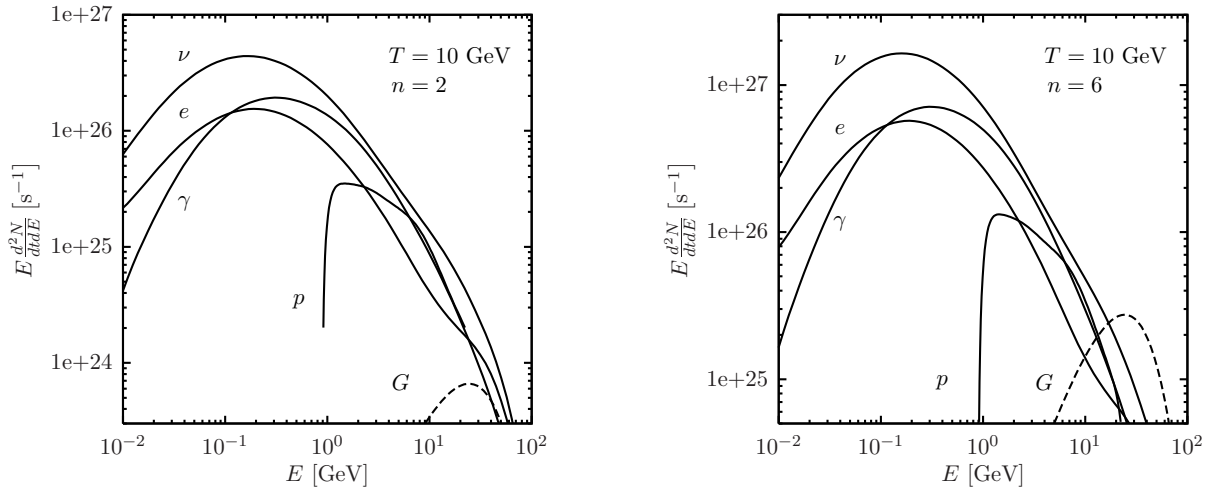 1e+27
1e+26
1e+25
1e+24
E d²N/dtdE [s⁻¹]
ν
e
γ
p
G
T = 10 GeV
n = 2
10⁻² 10⁻¹ 10⁰ 10¹ 10²
E [GeV]
1e+27
1e+26
1e+25
E d²N/dtdE [s⁻¹]
ν
e
γ
p
G
T = 10 GeV
n = 6
10⁻² 10⁻¹ 10⁰ 10¹ 10²
E [GeV]